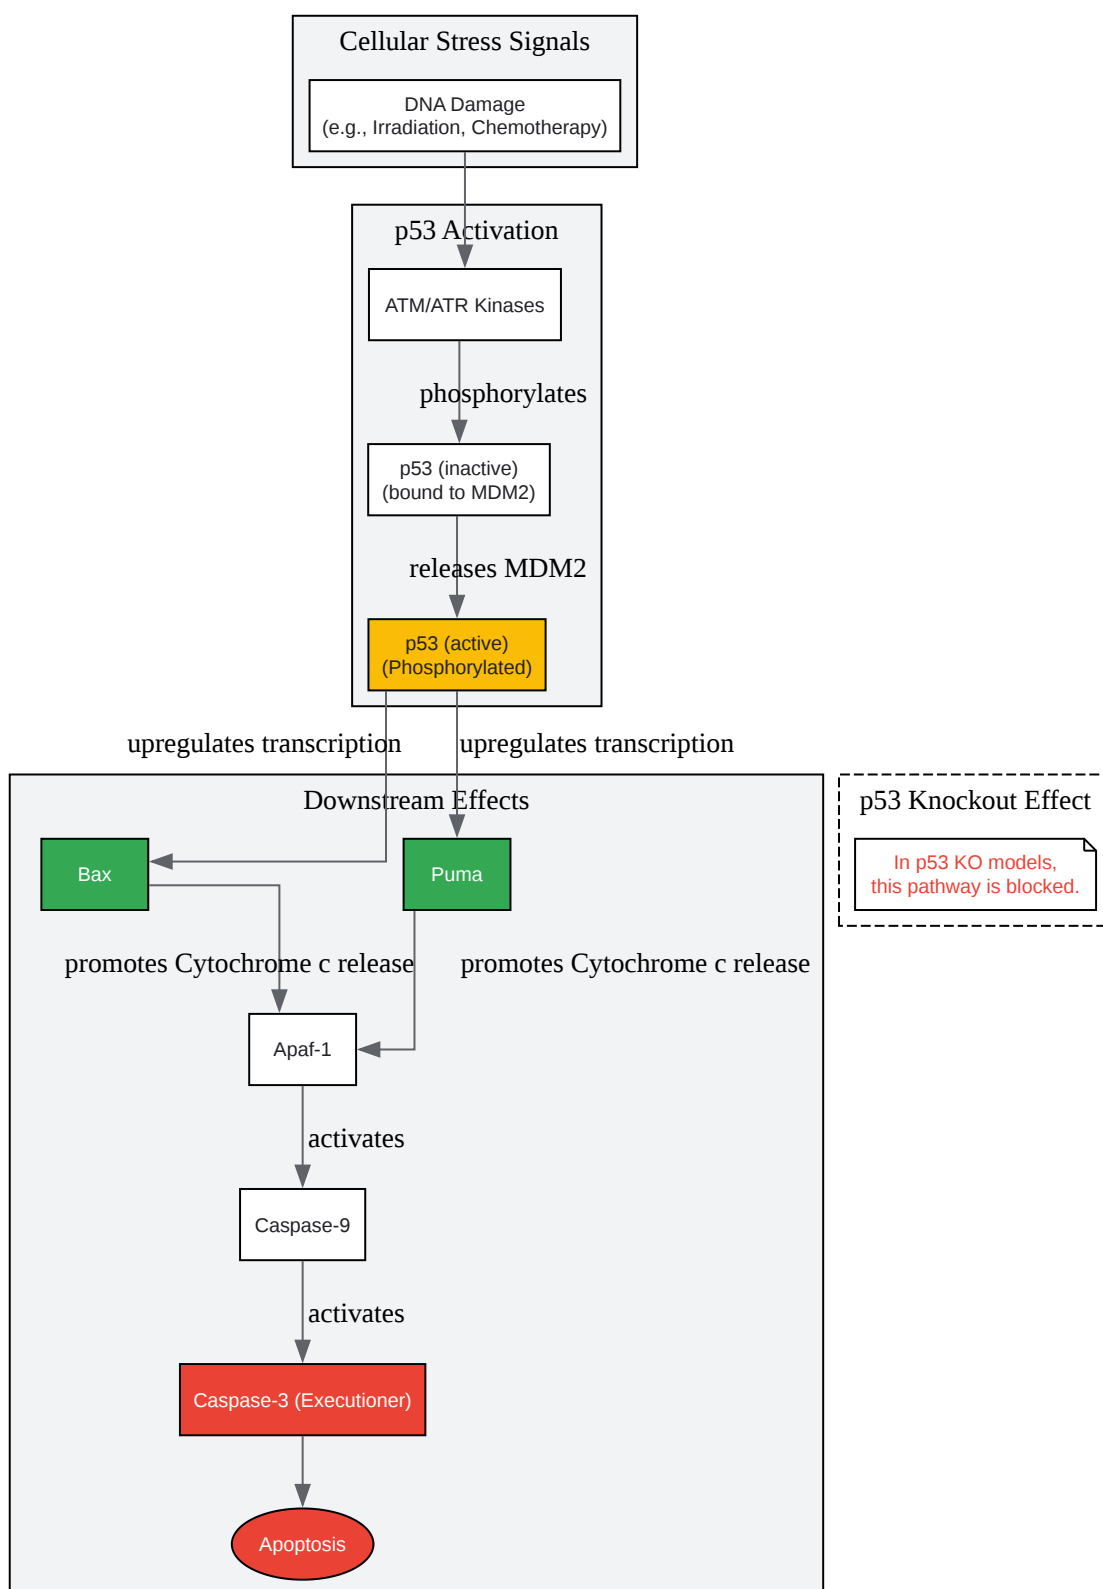 Cellular Stress Signals
DNA Damage
(e.g., Irradiation, Chemotherapy)
p53 Activation
ATM/ATR Kinases
phosphorylates
p53 (inactive)
(bound to MDM2)
releases MDM2
p53 (active)
(Phosphorylated)
upregulates transcription
upregulates transcription
Downstream Effects
p53 Knockout Effect
Bax
Puma
In p53 KO models,
this pathway is blocked.
promotes Cytochrome c release
promotes Cytochrome c release
Apaf-1
activates
Caspase-9
activates
Caspase-3 (Executioner)
Apoptosis